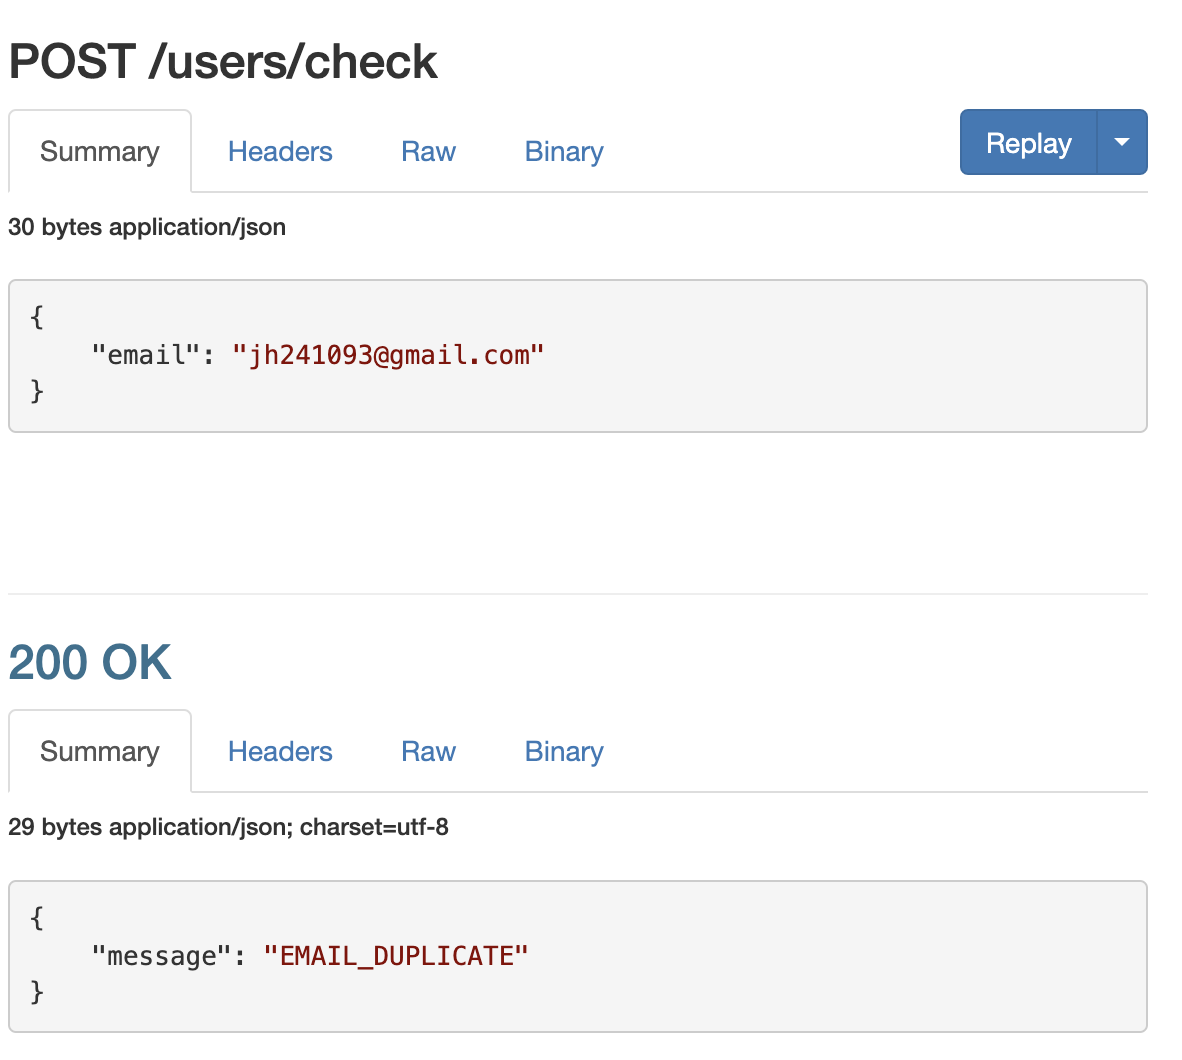 POST /users/check
Summary Headers Raw Binary Replay
30 bytes application/json
{
    "email": "jh241093@gmail.com"
}
200 OK
Summary Headers Raw Binary
29 bytes application/json; charset=utf-8
{
    "message": "EMAIL_DUPLICATE"
}